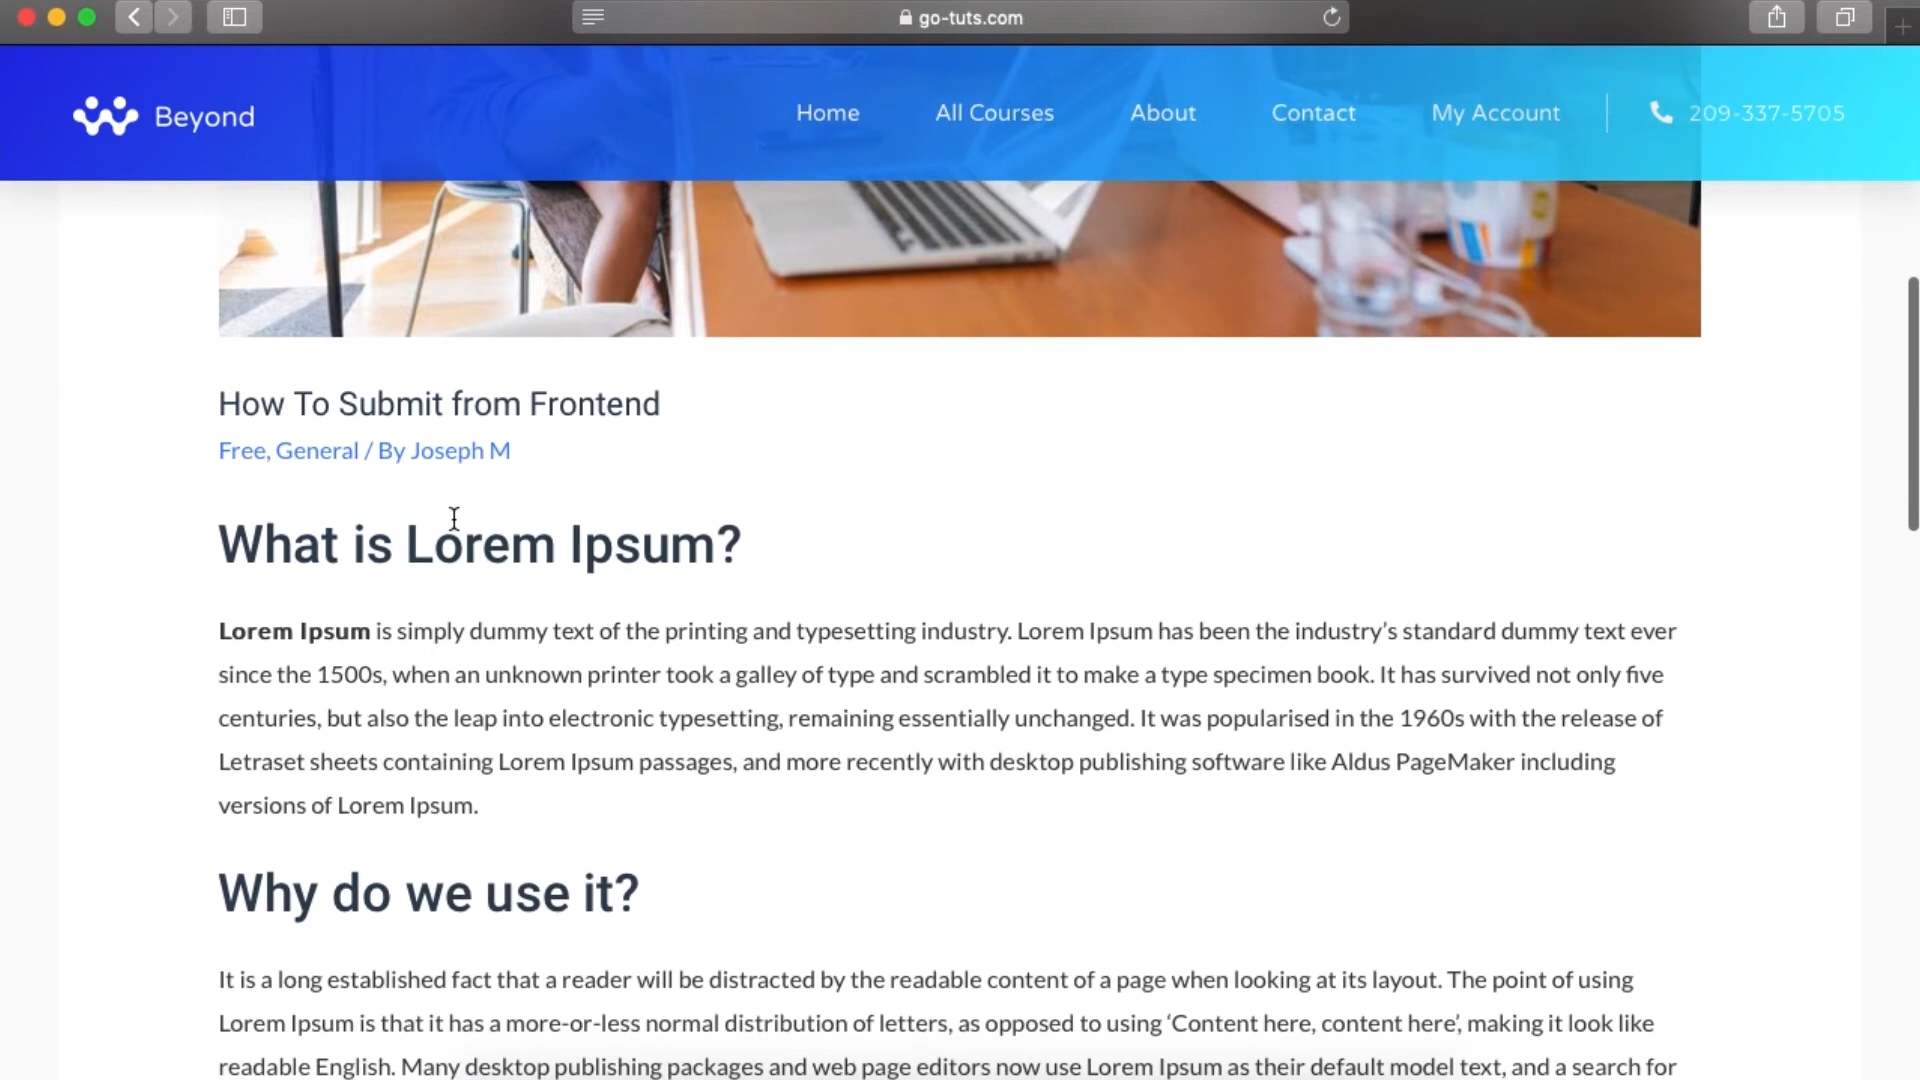 go-tuts.com
Beyond
Home
All Courses
About
Contact
My Account
209-337-5705
How To Submit from Frontend
Free, General / By Joseph M
What is Lorem Ipsum?
Lorem Ipsum is simply dummy text of the printing and typesetting industry. Lorem Ipsum has been the industry’s standard dummy text ever
since the 1500s, when an unknown printer took a galley of type and scrambled it to make a type specimen book. It has survived not only five
centuries, but also the leap into electronic typesetting, remaining essentially unchanged. It was popularised in the 1960s with the release of
Letraset sheets containing Lorem Ipsum passages, and more recently with desktop publishing software like Aldus PageMaker including
versions of Lorem Ipsum.
Why do we use it?
It is a long established fact that a reader will be distracted by the readable content of a page when looking at its layout. The point of using
Lorem Ipsum is that it has a more-or-less normal distribution of letters, as opposed to using ‘Content here, content here’, making it look like
readable English. Many desktop publishing packages and web page editors now use Lorem Ipsum as their default model text, and a search for